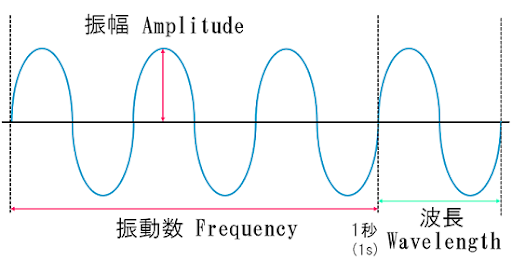 振幅 Amplitude
振動数 Frequency
1秒
(1s)
波長
Wavelength